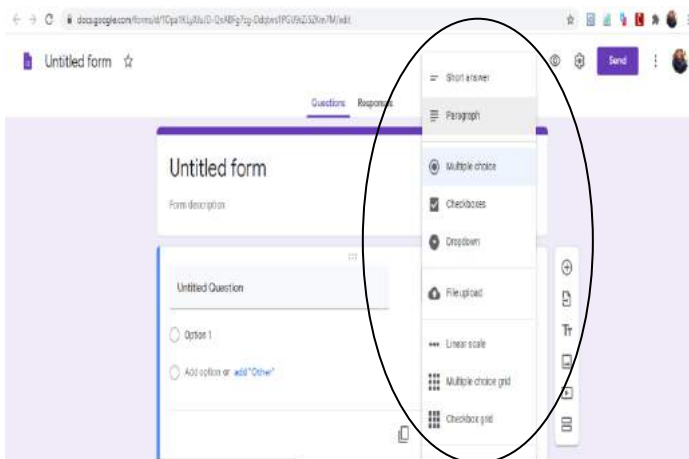 Untitled form
Send
Questions Responses
Untitled form
Form description
Untitled Question
Option 1
Add option or add "Other"
Short answer
Paragraph
Multiple choice
Checkboxes
Dropdown
File upload
Linear scale
Multiple choice grid
Checkbox grid
Tт